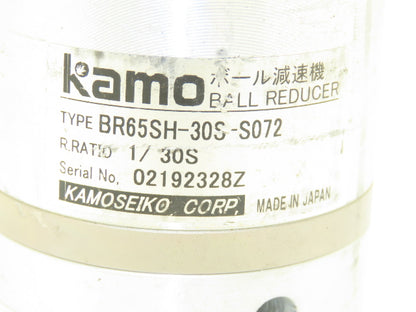 Kamo ボール減速機
BALL REDUCER
TYPE BR65SH-30S-S072
R.RATIO 1/30S
Serial No. 02192328Z
KAMOSEIKO, CORP. MADE IN JAPAN